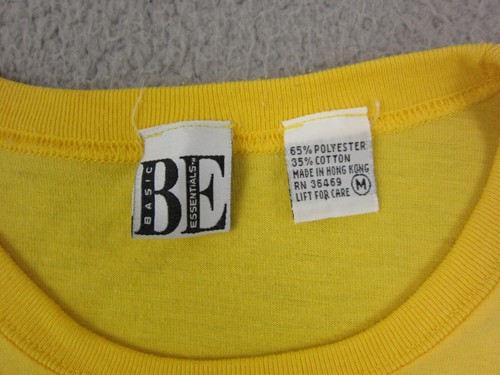 BASIC
BE
ESSENTIALS™
65% POLYESTER
35% COTTON
MADE IN HONG KONG
RN 36469
LIFT FOR CARE
M